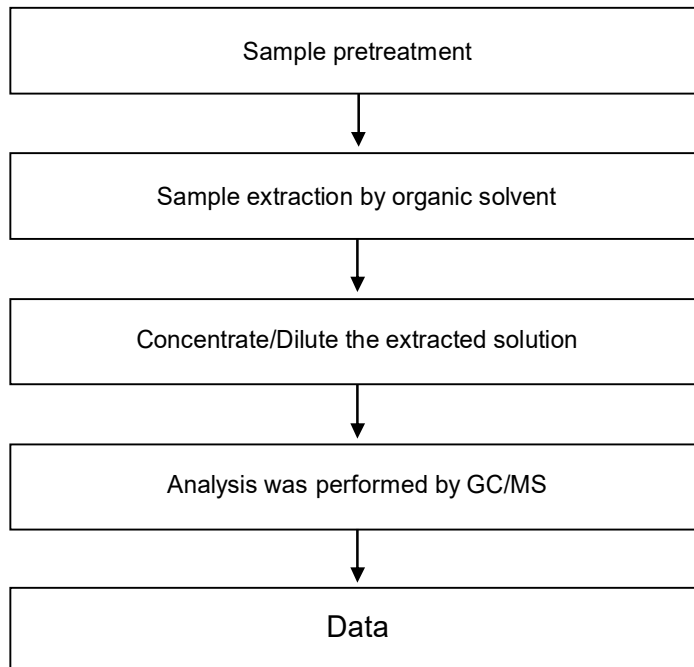 Sample pretreatment
Sample extraction by organic solvent
Concentrate/Dilute the extracted solution
Analysis was performed by GC/MS
Data